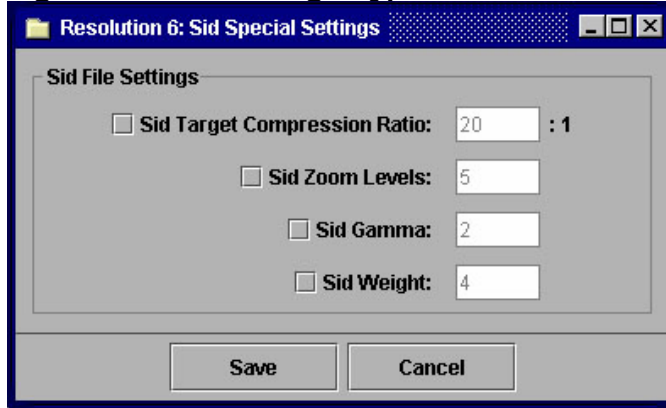 Resolution 6: Sid Special Settings
Sid File Settings
Sid Target Compression Ratio: 20 : 1
Sid Zoom Levels: 5
Sid Gamma: 2
Sid Weight: 4
Save Cancel